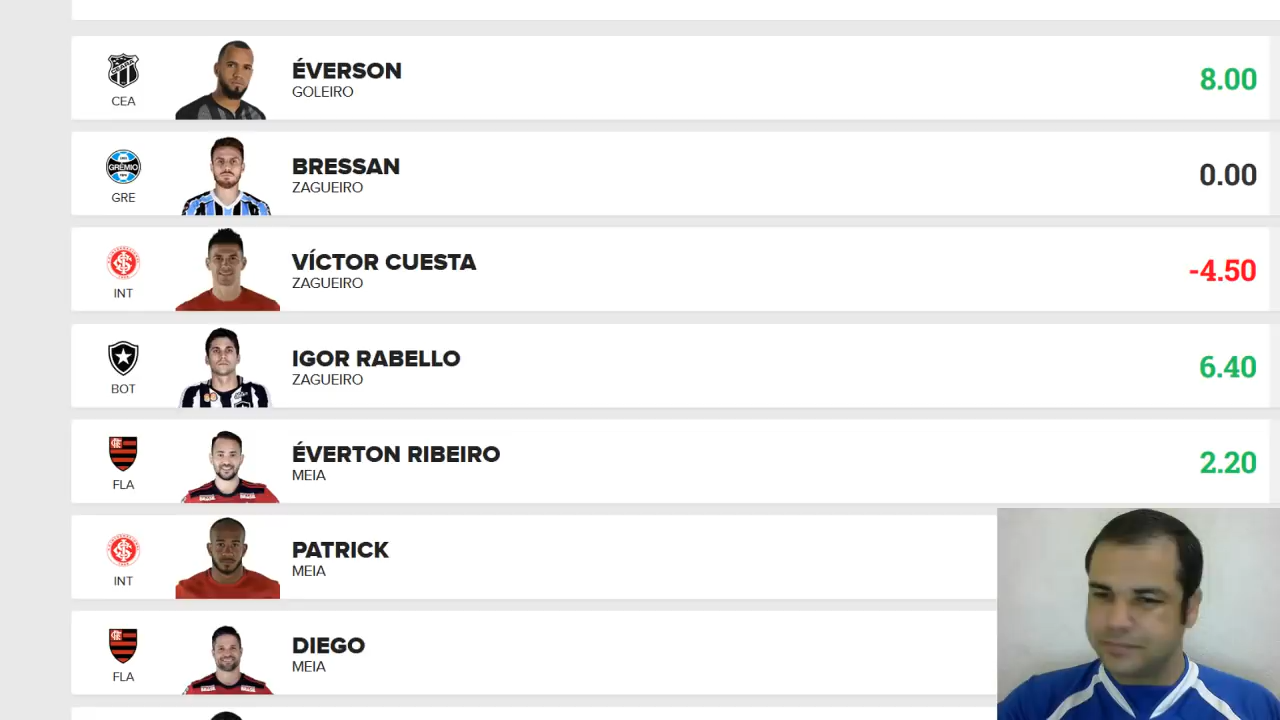 CEA
ÉVERSON
GOLEIRO
8.00
GRÊMIO
GRE
BRESSAN
ZAGUEIRO
0.00
INT
VÍCTOR CUESTA
ZAGUEIRO
-4.50
BOT
IGOR RABELLO
ZAGUEIRO
6.40
FLA
ÉVERTON RIBEIRO
MEIA
2.20
INT
PATRICK
MEIA
FLA
DIEGO
MEIA